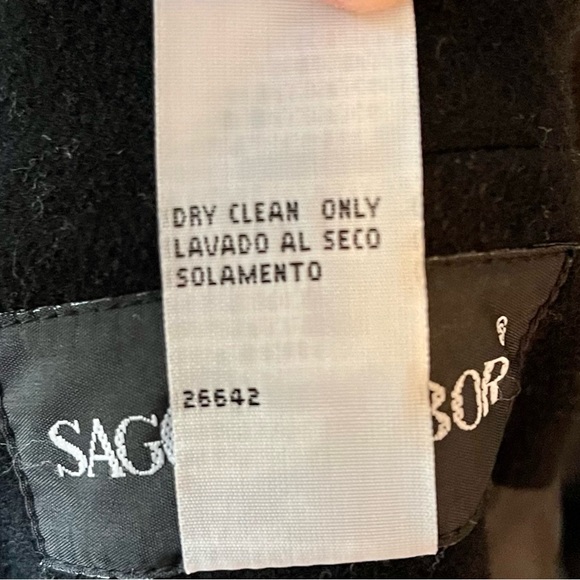 DRY CLEAN ONLY
LAVADO AL SECO
SOLAMENTO
26642
SAG
BOR